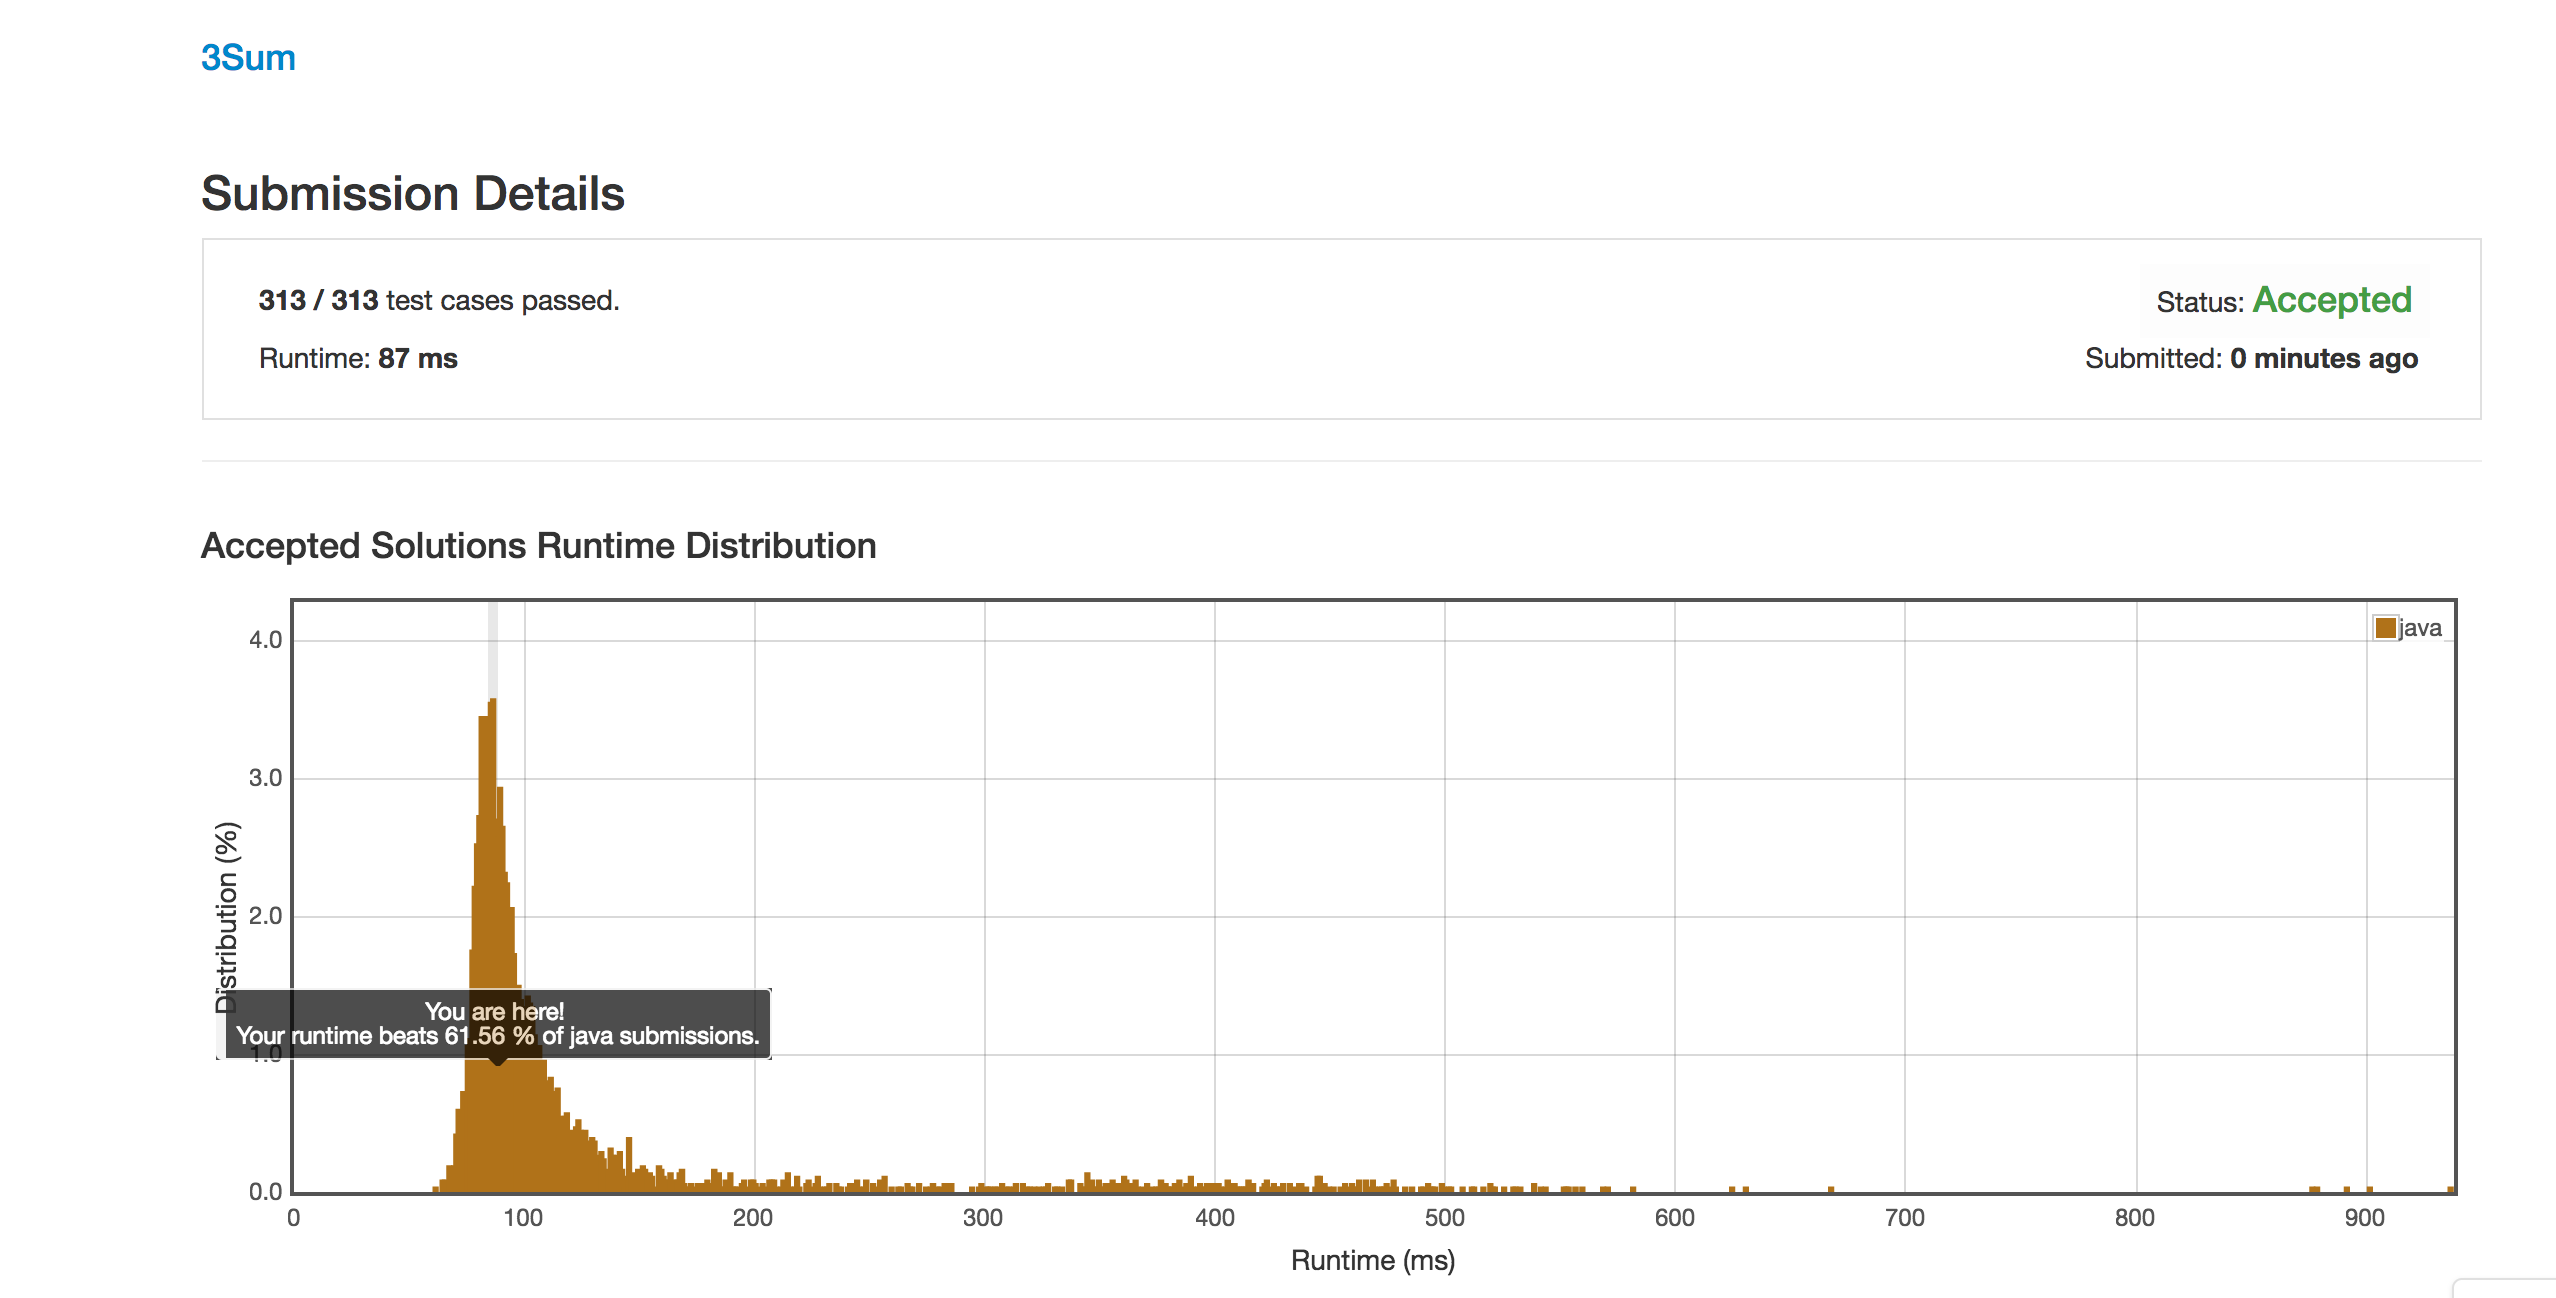 3Sum
Submission Details
313 / 313 test cases passed.
Status: Accepted
Runtime: 87 ms
Submitted: 0 minutes ago
Accepted Solutions Runtime Distribution
java
Distribution (%)
4.0
3.0
2.0
1.0
0.0
You are here!
Your runtime beats 61.56 % of java submissions.
0 100 200 300 400 500 600 700 800 900
Runtime (ms)